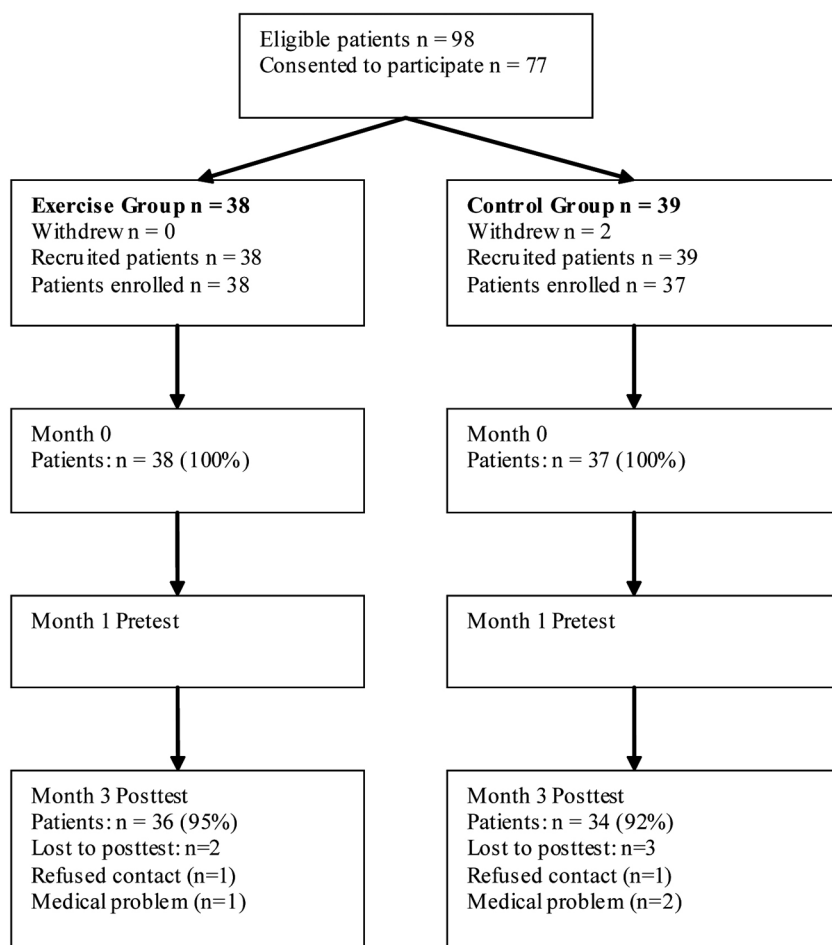 Eligible patients n = 98
Consented to participate n = 77
Exercise Group n = 38
Withdrew n = 0
Recruited patients n = 38
Patients enrolled n = 38
Control Group n = 39
Withdrew n = 2
Recruited patients n = 39
Patients enrolled n = 37
Month 0
Patients: n = 38 (100%)
Month 0
Patients: n = 37 (100%)
Month 1 Pretest
Month 1 Pretest
Month 3 Posttest
Patients: n = 36 (95%)
Lost to posttest: n=2
Refused contact (n=1)
Medical problem (n=1)
Month 3 Posttest
Patients: n = 34 (92%)
Lost to posttest: n=3
Refused contact (n=1)
Medical problem (n=2)